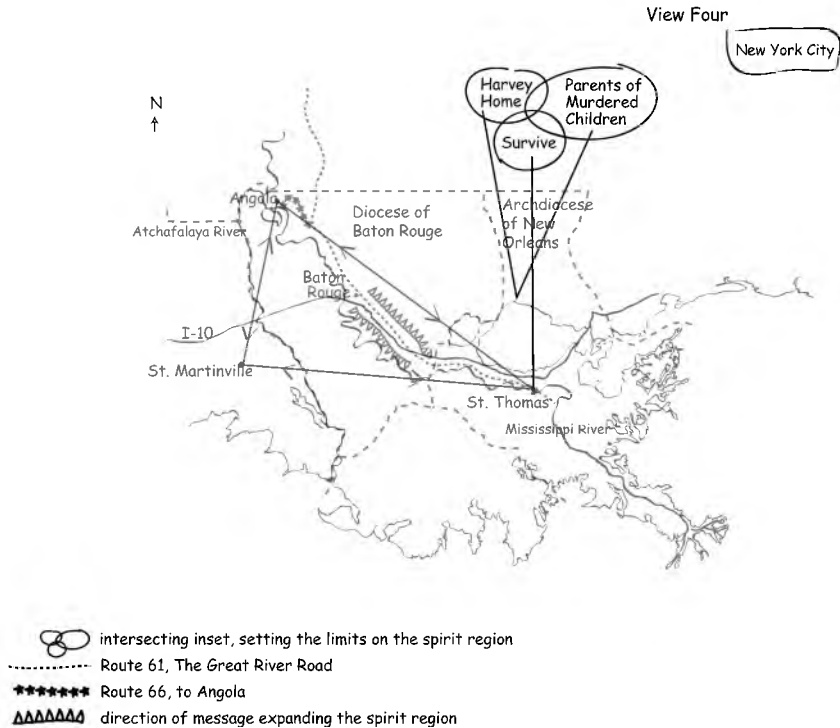 View Four
New York City
Harvey
Home
Parents of
Murdered
Children
Survive
N
Angola
Diocese of
Baton Rouge
Archdiocese
of New
Orleans
Atchafalaya River
Baton
Rouge
I-10
St. Martinville
St. Thomas
Mississippi River
intersecting inset, setting the limits on the spirit region
Route 61, The Great River Road
Route 66, to Angola
direction of message expanding the spirit region